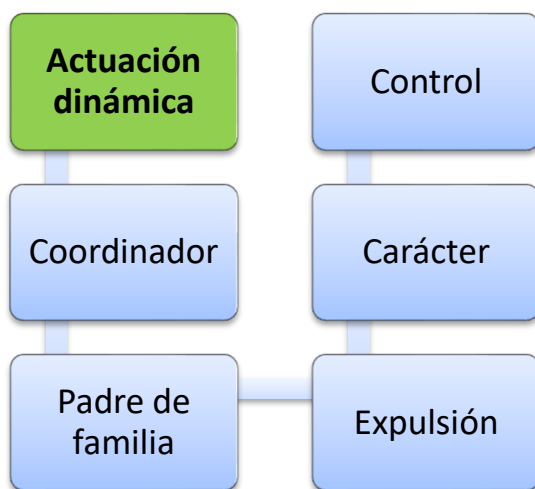 Actuación
dinámica
Coordinador
Padre de
familia
Expulsión
Carácter
Control